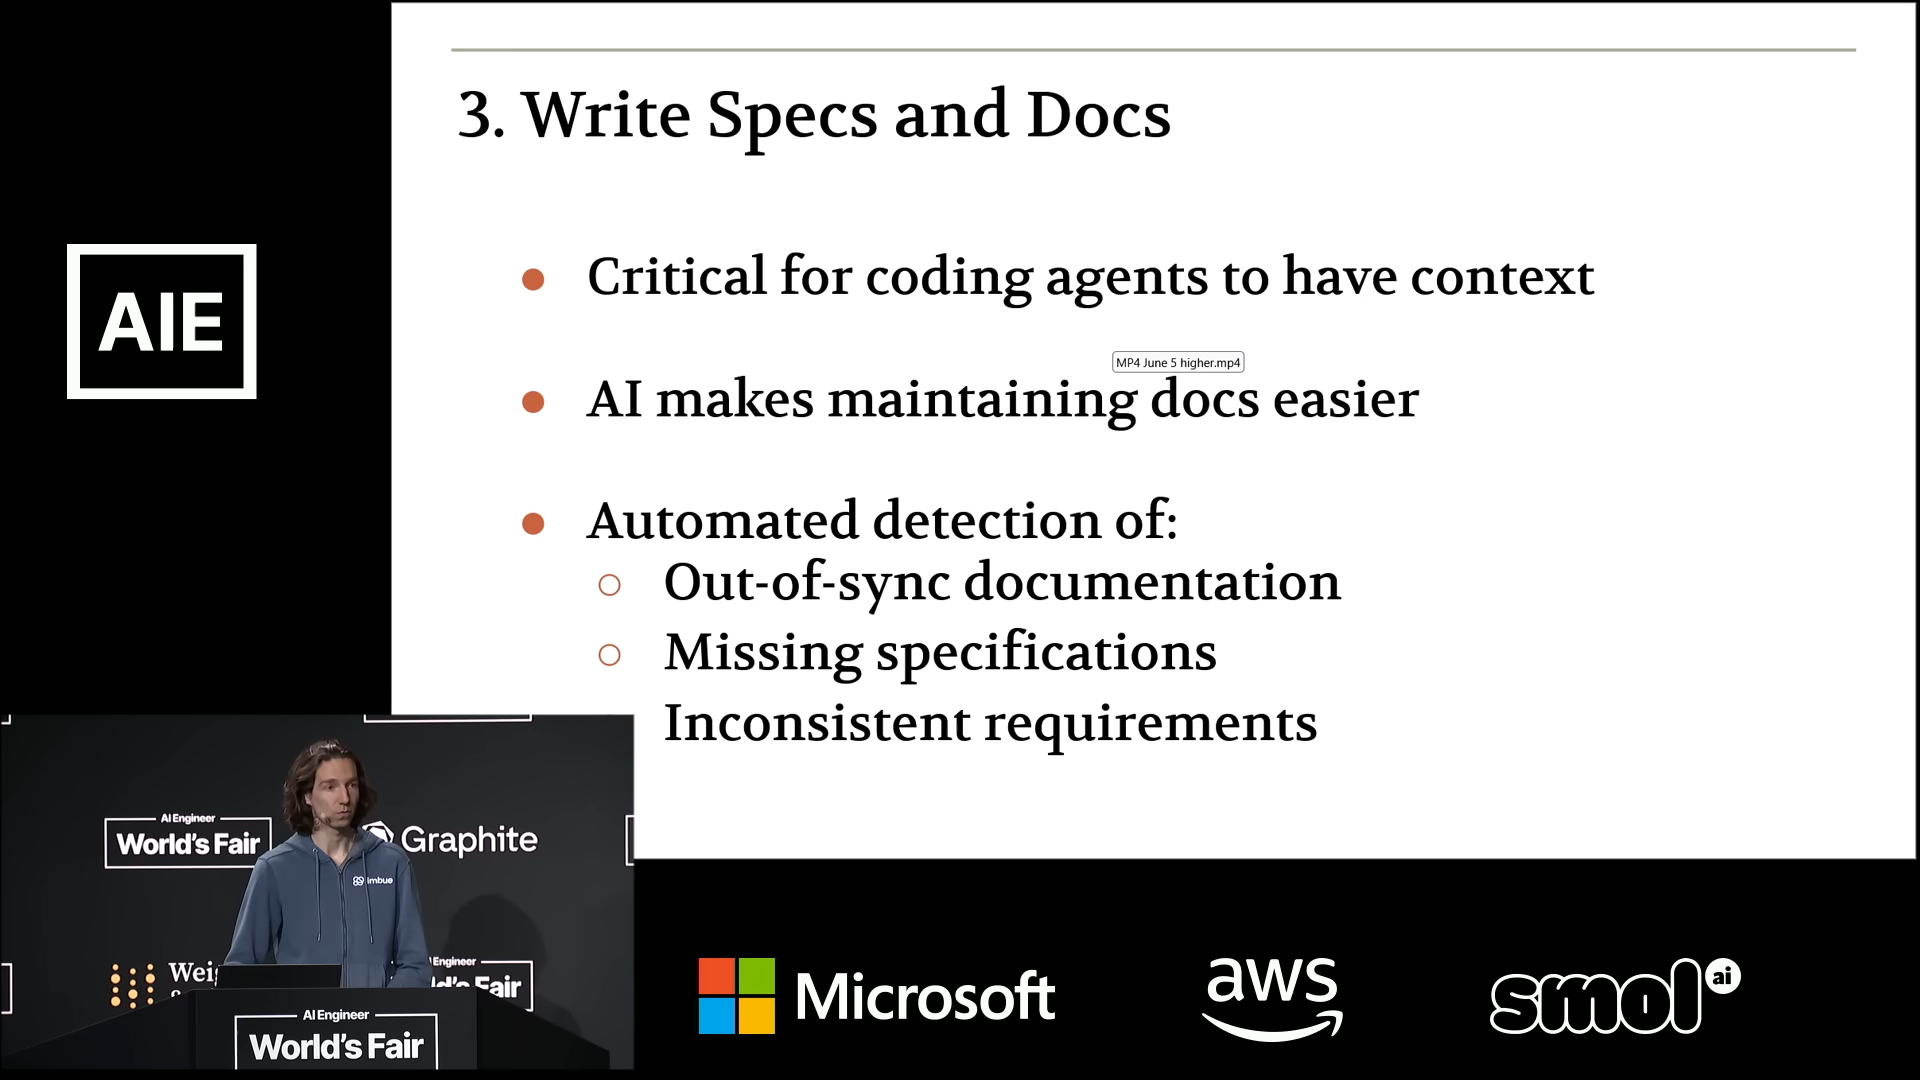 3. Write Specs and Docs
Critical for coding agents to have context
MP4 June 5 higher.mp4
AI makes maintaining docs easier
Automated detection of:
Out-of-sync documentation
Missing specifications
Inconsistent requirements
AIE
AI Engineer
World's Fair
Graphite
imbue
Engineer
Fair
AI Engineer
World's Fair
Microsoft
aws
smol
ai